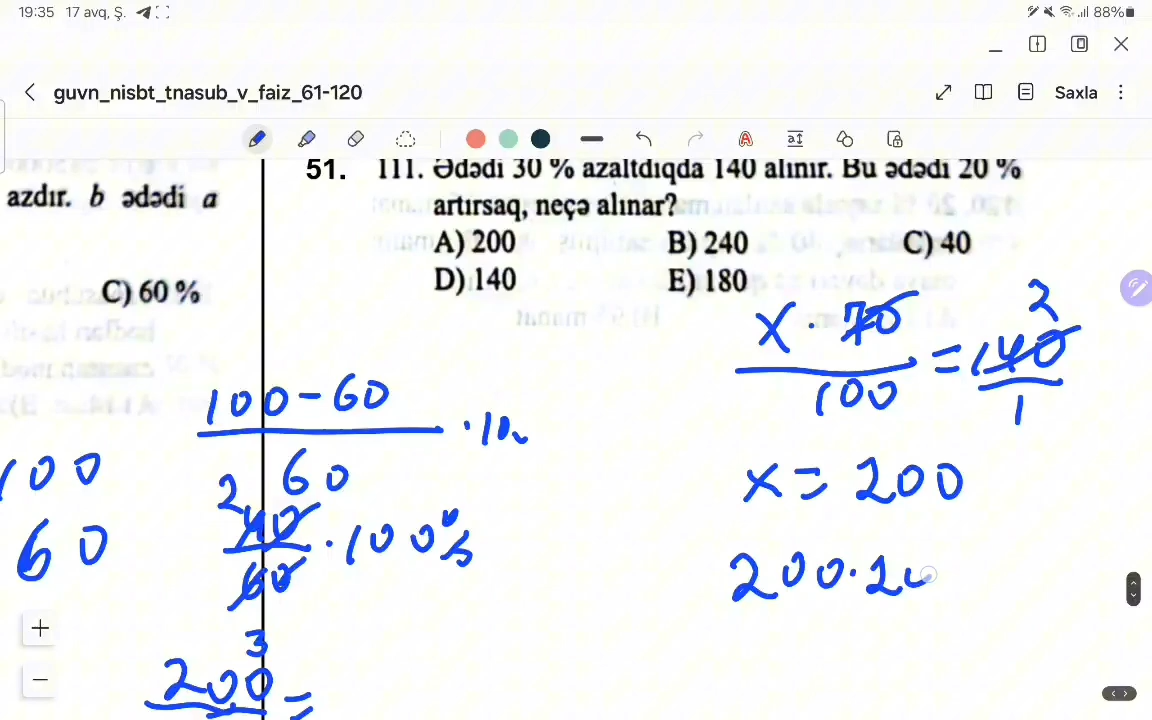 19:35 17 avq, Ş. 88%
guvn_nisbt_tnasub_v_faiz_61-120 Saxla
azdır. b ədədi a
C) 60 %
51. 111. Ədədi 30 % azaltdıqda 140 alınır. Bu ədədi 20 %
artırsaq, neçə alınar?
A) 200 B) 240 C) 40
D) 140 E) 180
x · 70 / 100 = 140 / 1
2
x = 200
200 · 20
100 - 60 / 60 · 10
100
60
2
40 / 60 · 100%
3
200 =